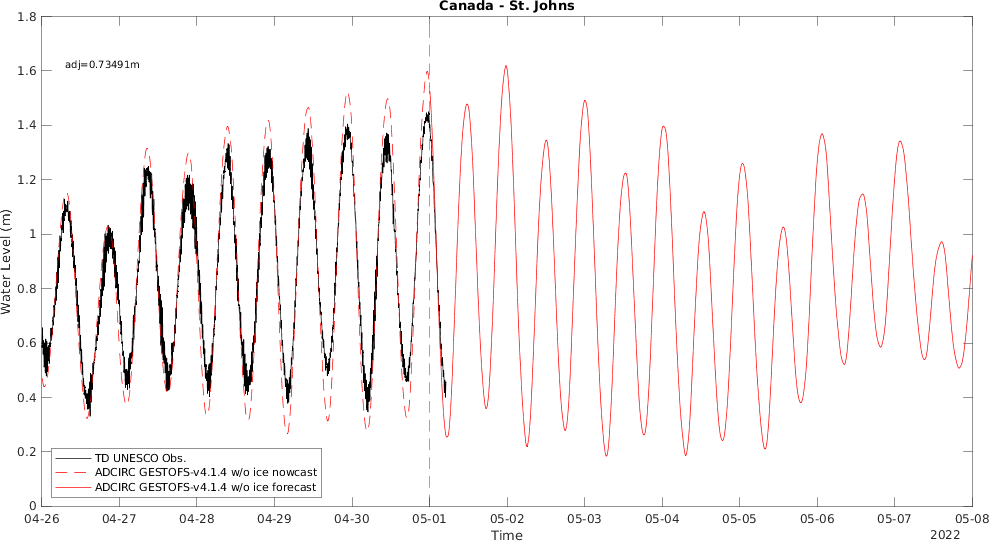 Canada - St. Johns
1.8
1.6
1.4
1.2
1
0.8
0.6
0.4
0.2
0
Water Level (m)
adj=0.73491m
TD UNESCO Obs.
ADCIRC GESTOFS-v4.1.4 w/o ice nowcast
ADCIRC GESTOFS-v4.1.4 w/o ice forecast
04-26 04-27 04-28 04-29 04-30 05-01 05-02 05-03 05-04 05-05 05-06 05-07 05-08
Time
2022